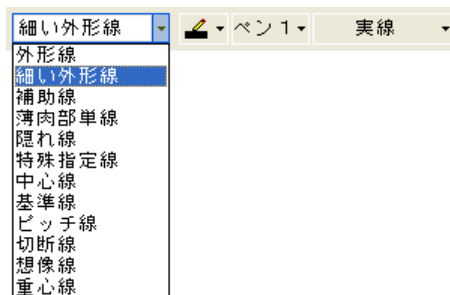 細い外形線 ペン 1 実線
外形線
細い外形線
補助線
薄肉部単線
隠れ線
特殊指定線
中心線
基準線
ピッチ線
切断線
想像線
重心線